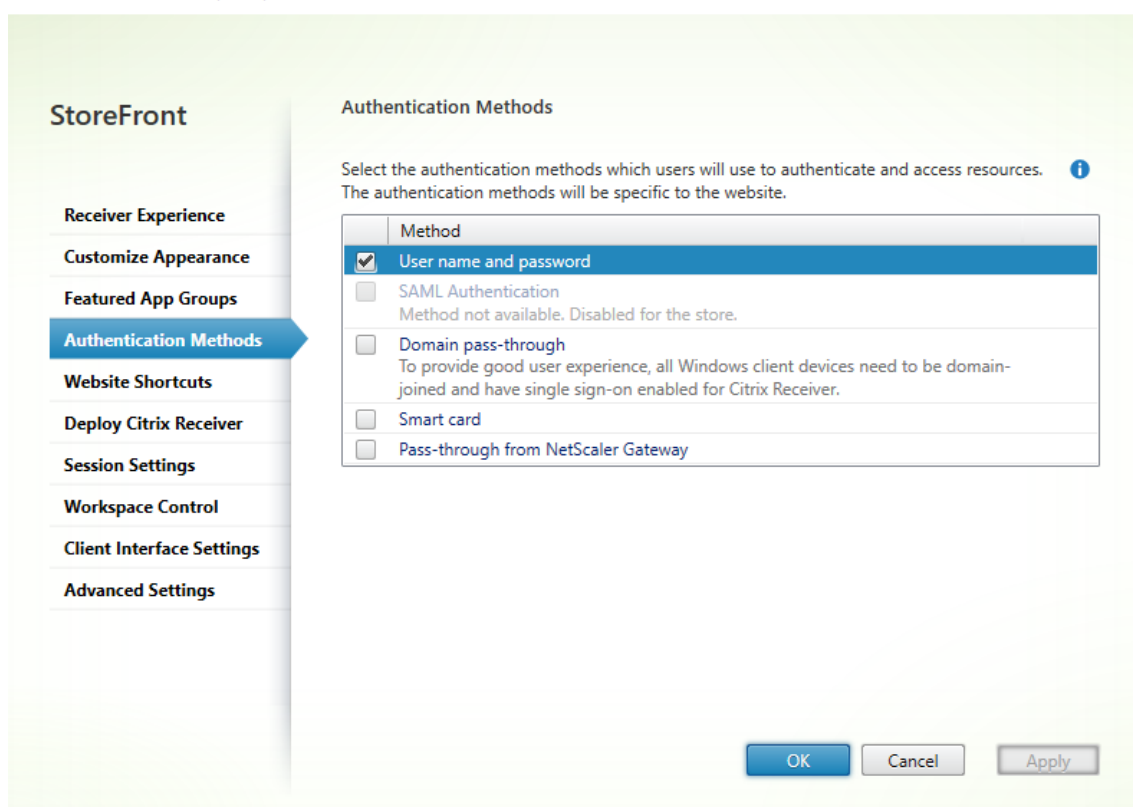 StoreFront
Receiver Experience
Customize Appearance
Featured App Groups
Authentication Methods
Website Shortcuts
Deploy Citrix Receiver
Session Settings
Workspace Control
Client Interface Settings
Advanced Settings
Authentication Methods
Select the authentication methods which users will use to authenticate and access resources.
The authentication methods will be specific to the website.
Method
User name and password
SAML Authentication
Method not available. Disabled for the store.
Domain pass-through
To provide good user experience, all Windows client devices need to be domain-
joined and have single sign-on enabled for Citrix Receiver.
Smart card
Pass-through from NetScaler Gateway
OK Cancel Apply